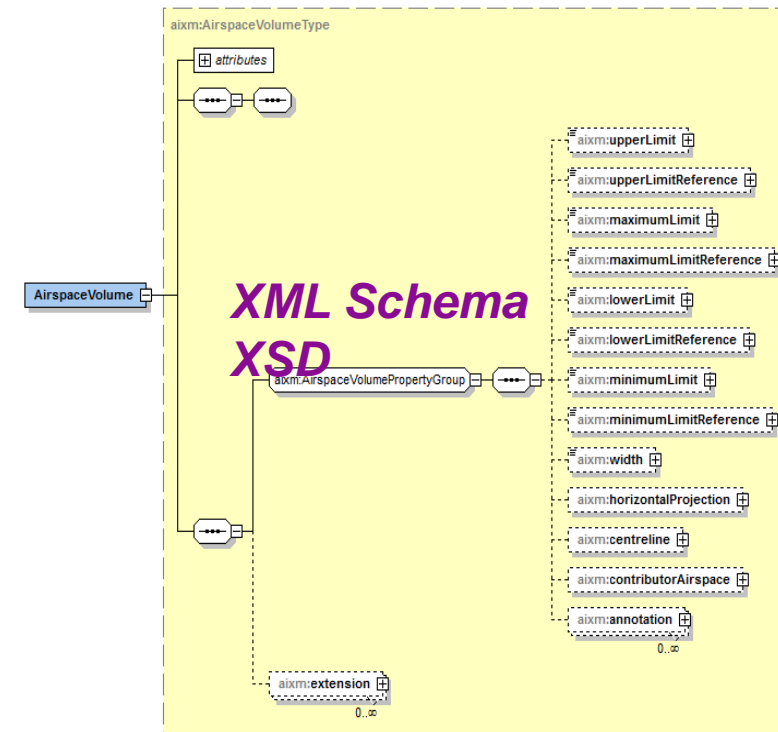 aixm:AirspaceVolumeType
attributes
aixm:upperLimit
aixm:upperLimitReference
aixm:maximumLimit
aixm:maximumLimitReference
AirspaceVolume
XML Schema
XSD
aixm:lowerLimit
aixm:lowerLimitReference
aixm:AirspaceVolumePropertyGroup
aixm:minimumLimit
aixm:minimumLimitReference
aixm:width
aixm:horizontalProjection
aixm:centreline
aixm:contributorAirspace
aixm:annotation
0..∞
aixm:extension
0..∞